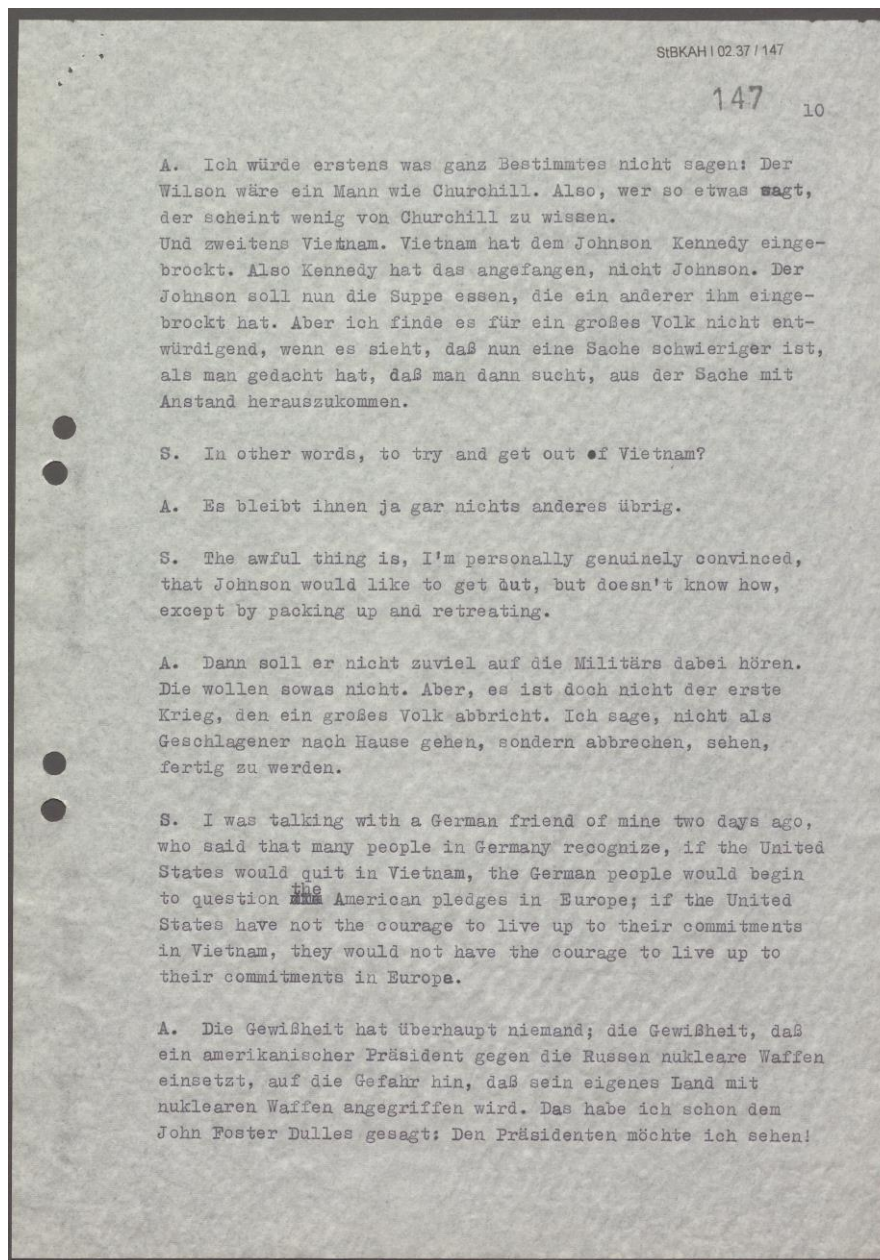 StBKAH I 02 37 / 147
147 10
A. Ich würde erstens was ganz Bestimmtes nicht sagen: Der
Wilson wäre ein Mann wie Churchill. Also, wer so etwas sagt,
der scheint wenig von Churchill zu wissen.
Und zweitens Vietnam. Vietnam hat dem Johnson Kennedy einge-
brockt. Also Kennedy hat das angefangen, nicht Johnson. Der
Johnson soll nun die Suppe essen, die ein anderer ihm einge-
brockt hat. Aber ich finde es für ein großes Volk nicht ent-
würdigend, wenn es sieht, daß nun eine Sache schwieriger ist,
als man gedacht hat, daß man dann sucht, aus der Sache mit
Anstand herauszukommen.
S. In other words, to try and get out of Vietnam?
A. Es bleibt ihnen ja gar nichts anderes übrig.
S. The awful thing is, I'm personally genuinely convinced,
that Johnson would like to get out, but doesn't know how,
except by packing up and retreating.
A. Dann soll er nicht zuviel auf die Militärs dabei hören.
Die wollen sowas nicht. Aber, es ist doch nicht der erste
Krieg, den ein großes Volk abbricht. Ich sage, nicht als
Geschlagener nach Hause gehen, sondern abbrechen, sehen,
fertig zu werden.
S. I was talking with a German friend of mine two days ago,
who said that many people in Germany recognize, if the United
States would quit in Vietnam, the German people would begin
to question the American pledges in Europe; if the United
States have not the courage to live up to their commitments
in Vietnam, they would not have the courage to live up to
their commitments in Europe.
A. Die Gewißheit hat überhaupt niemand; die Gewißheit, daß
ein amerikanischer Präsident gegen die Russen nukleare Waffen
einsetzt, auf die Gefahr hin, daß sein eigenes Land mit
nuklearen Waffen angegriffen wird. Das habe ich schon dem
John Foster Dulles gesagt: Den Präsidenten möchte ich sehen!